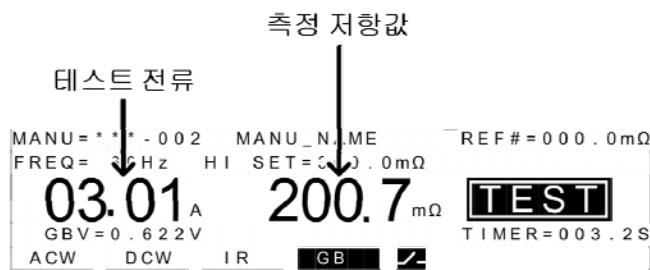 측정 저항값
테스트 전류
MANU=***-002 MANU_NAME REF#=000.0mΩ
FREQ= Hz HI SET= .0mΩ
03.01A 200.7mΩ TEST
GBV=0.622V TIMER=003.2S
ACW DCW IR GB